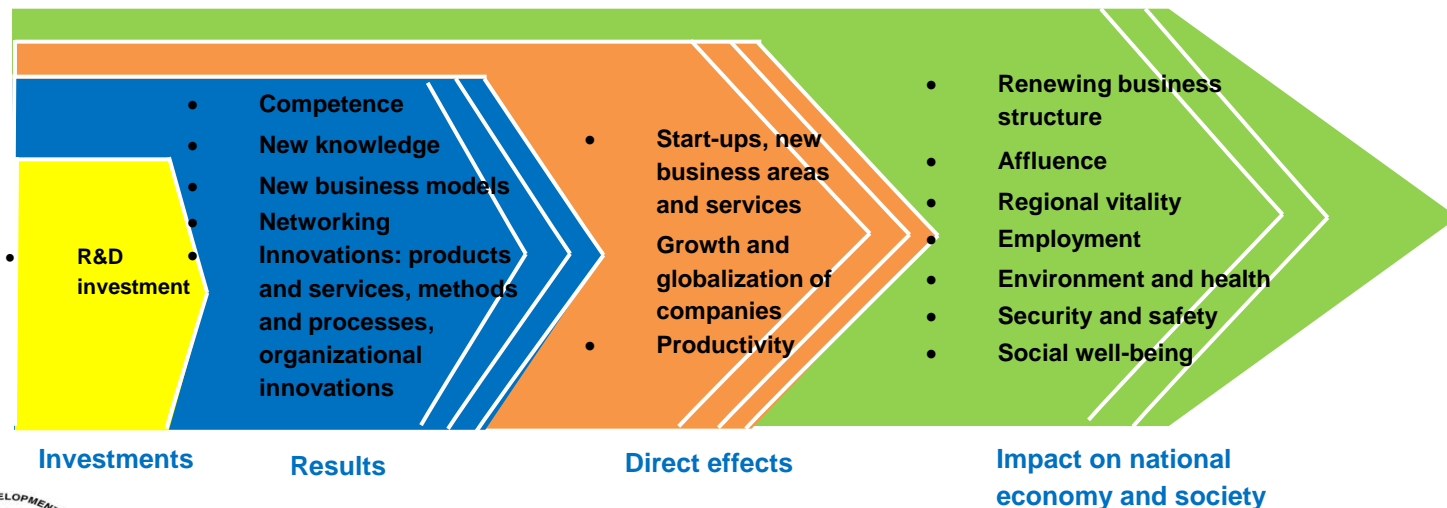 • R&D
investment
• Competence
• New knowledge
• New business models
• Networking
• Innovations: products
and services, methods
and processes,
organizational
innovations
• Start-ups, new
business areas
and services
Growth and
globalization of
companies
• Productivity
• Renewing business
structure
• Affluence
• Regional vitality
• Employment
• Environment and health
• Security and safety
• Social well-being
Investments
Results
Direct effects
Impact on national
economy and society